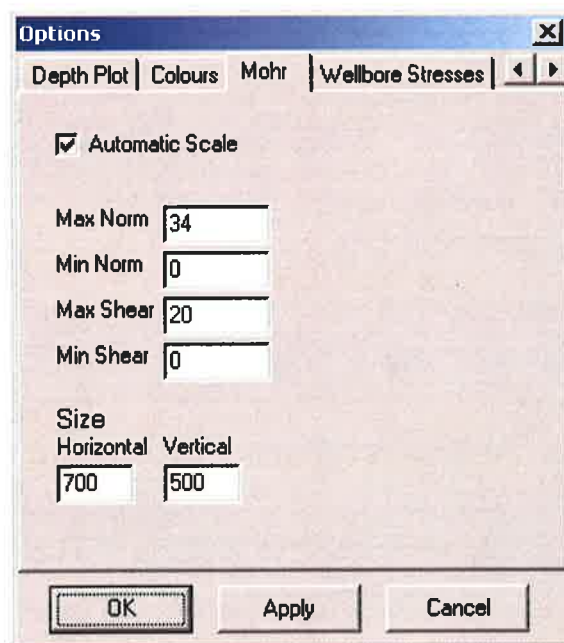 Options
Depth Plot Colours Mohr Wellbore Stresses
Automatic Scale
Max Norm 34
Min Norm 0
Max Shear 20
Min Shear 0
Size
Horizontal Vertical
700 500
OK Apply Cancel